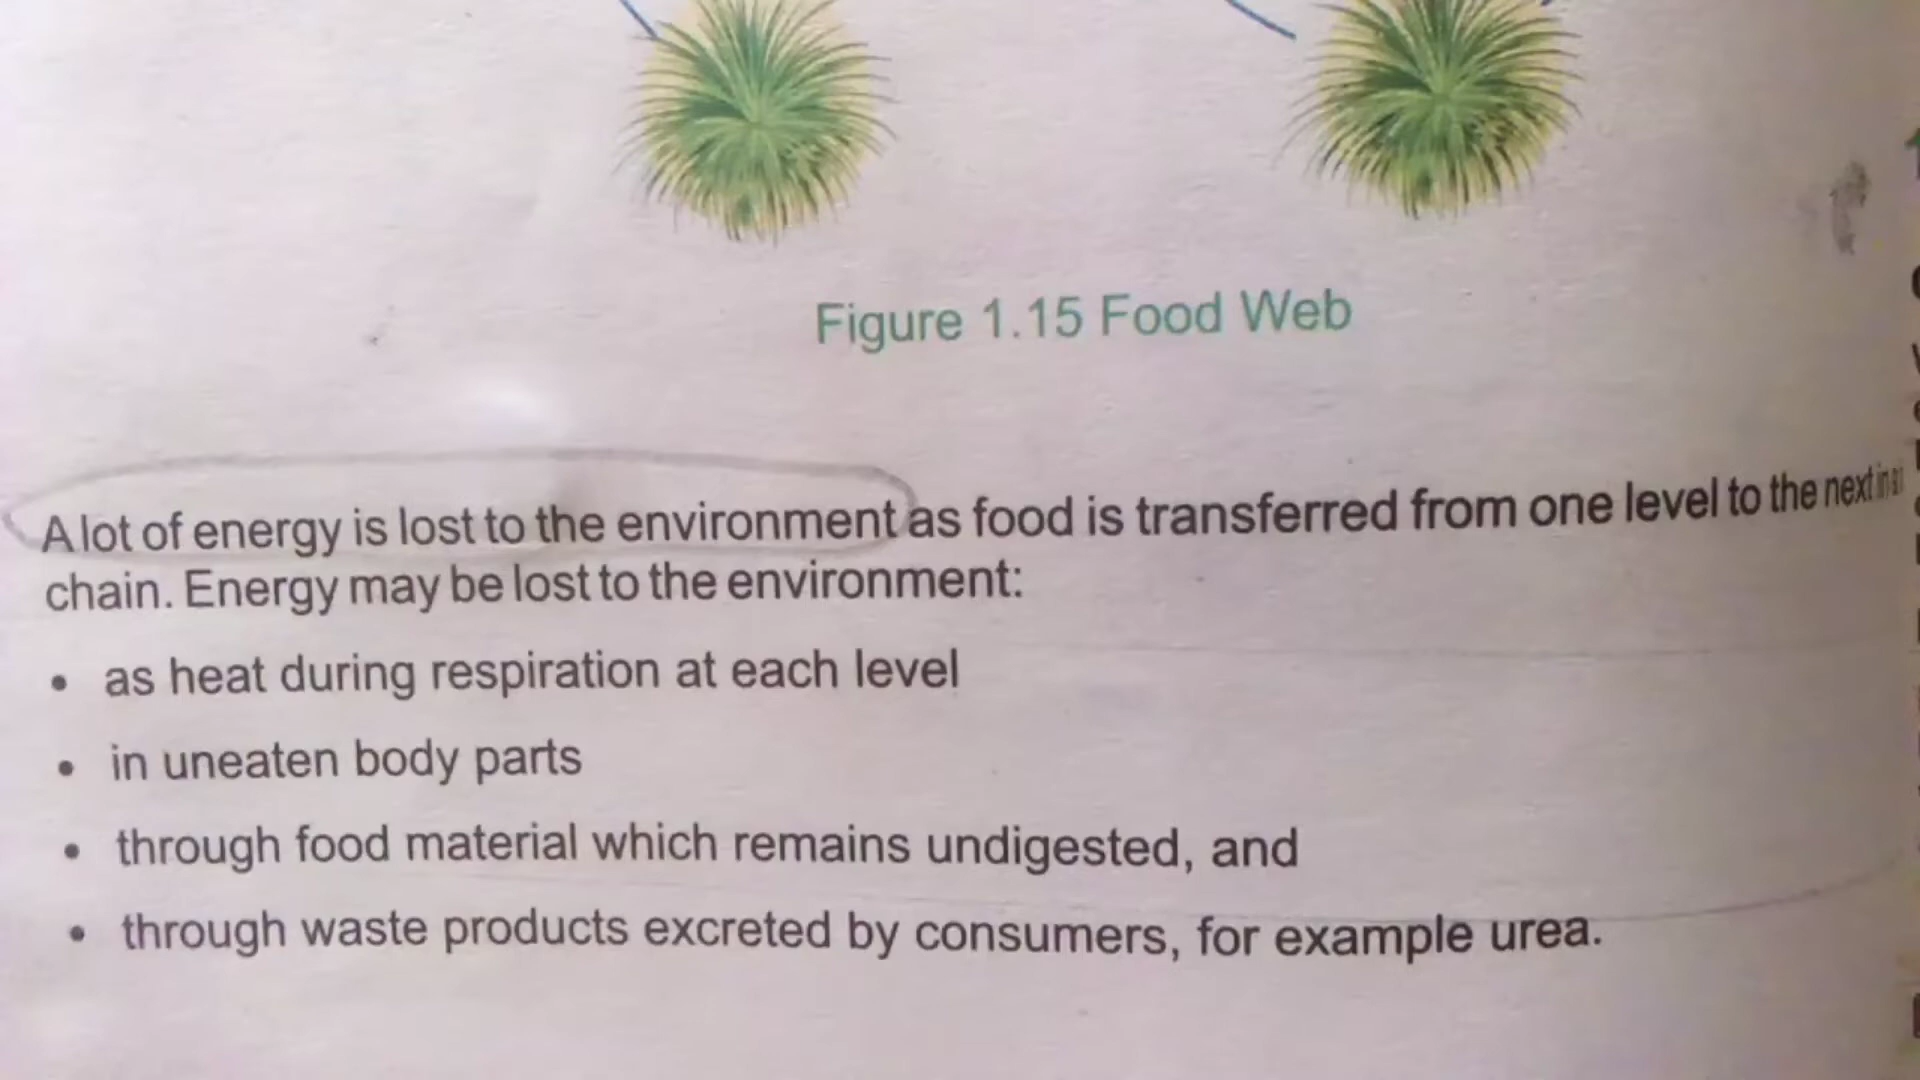 Figure 1.15 Food Web
A lot of energy is lost to the environment as food is transferred from one level to the next in
chain. Energy may be lost to the environment:
• as heat during respiration at each level
• in uneaten body parts
• through food material which remains undigested, and
• through waste products excreted by consumers, for example urea.